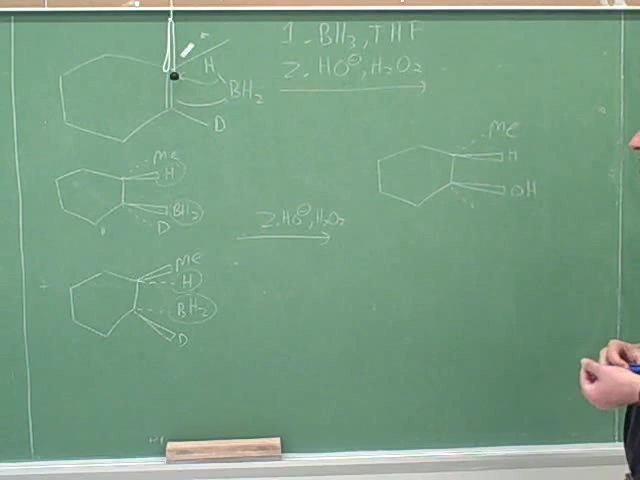 1. BH3, THF
H
2. HO⊖, H2O2
BH2
D
Me
H
BH2
D
2. HO⊖, H2O2
Me
H
OH
+
Me
H
BH2
D